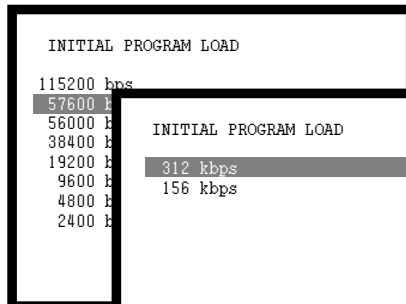 INITIAL PROGRAM LOAD
115200 bps
57600 b
56000 b
38400 b
19200 b
9600 b
4800 b
2400 b
INITIAL PROGRAM LOAD
312 kbps
156 kbps